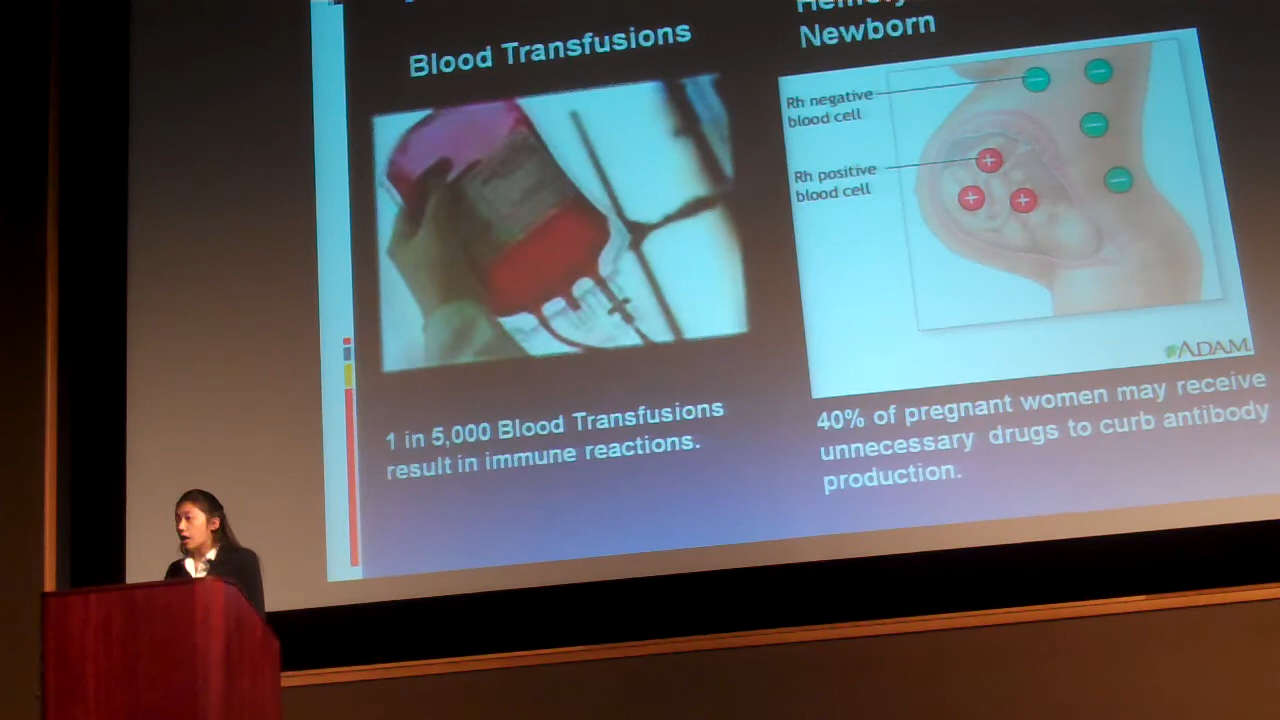 Blood Transfusions
Newborn
Rh negative
blood cell
Rh positive
blood cell
ADAM
1 in 5,000 Blood Transfusions
result in immune reactions.
40% of pregnant women may receive
unnecessary drugs to curb antibody
production.